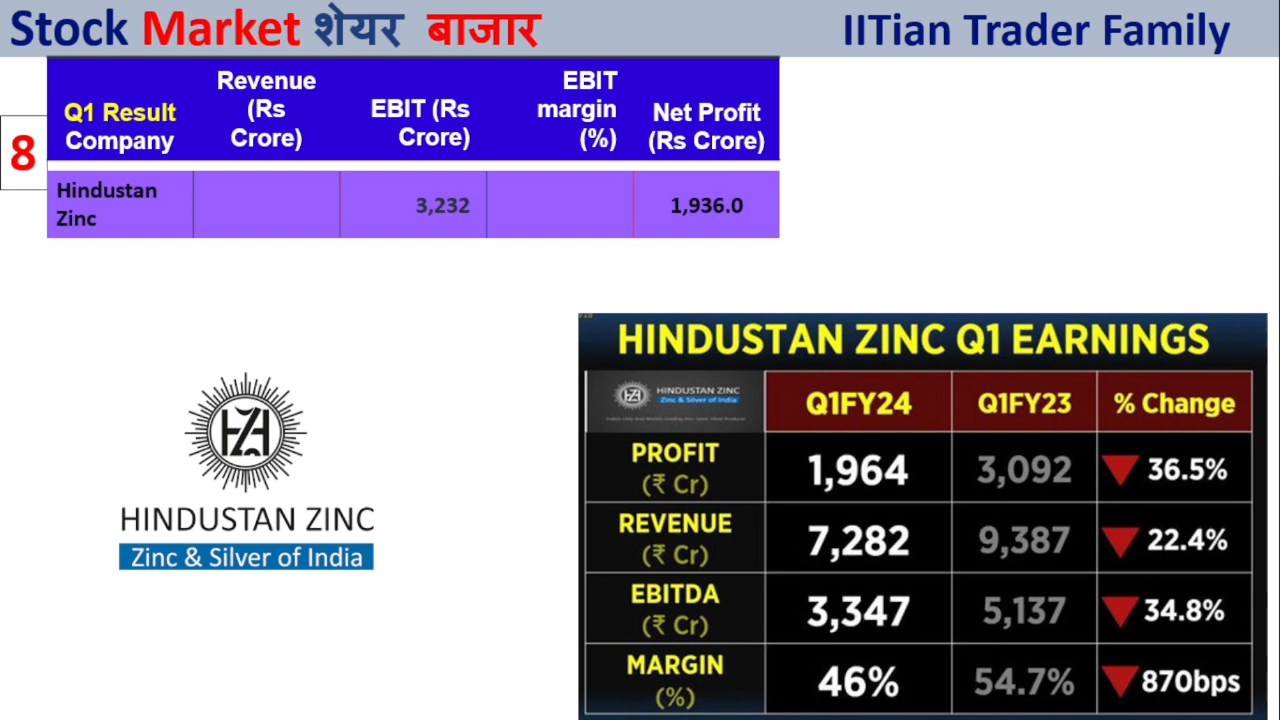 Stock Market शेयर बाजार
IITian Trader Family
8
Q1 Result
Company
Revenue
(Rs
Crore)
EBIT (Rs
Crore)
EBIT
margin
(%)
Net Profit
(Rs Crore)
Hindustan
Zinc
3,232
1,936.0
HINDUSTAN ZINC
Zinc & Silver of India
HINDUSTAN ZINC Q1 EARNINGS
HINDUSTAN ZINC
Zinc & Silver of India
Q1FY24
Q1FY23
% Change
PROFIT
(₹ Cr)
1,964
3,092
36.5%
REVENUE
(₹ Cr)
7,282
9,387
22.4%
EBITDA
(₹ Cr)
3,347
5,137
34.8%
MARGIN
(%)
46%
54.7%
870bps